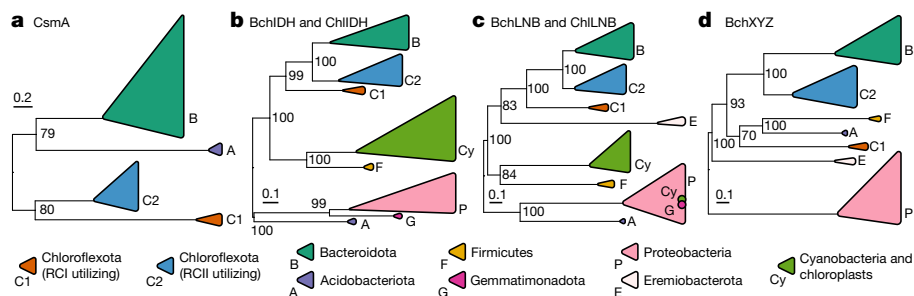 a CsmA
b BchIDH and ChlIDH
c BchLNB and ChlLNB
d BchXYZ
0.2
79
80
B
A
C2
C1
99
100
100
100
99
100
0.1
B
C2
C1
Cy
F
P
G
A
100
100
83
100
84
100
0.1
B
C2
C1
E
Cy
F
P
Cy
G
A
100
93
100
70
100
0.1
B
C2
F
A
C1
E
P
C1 Chloroflexota (RCI utilizing)
C2 Chloroflexota (RCII utilizing)
B Bacteroidota
A Acidobacteriota
F Firmicutes
G Gemmatimonadota
P Proteobacteria
E Eremiobacterota
Cy Cyanobacteria and chloroplasts